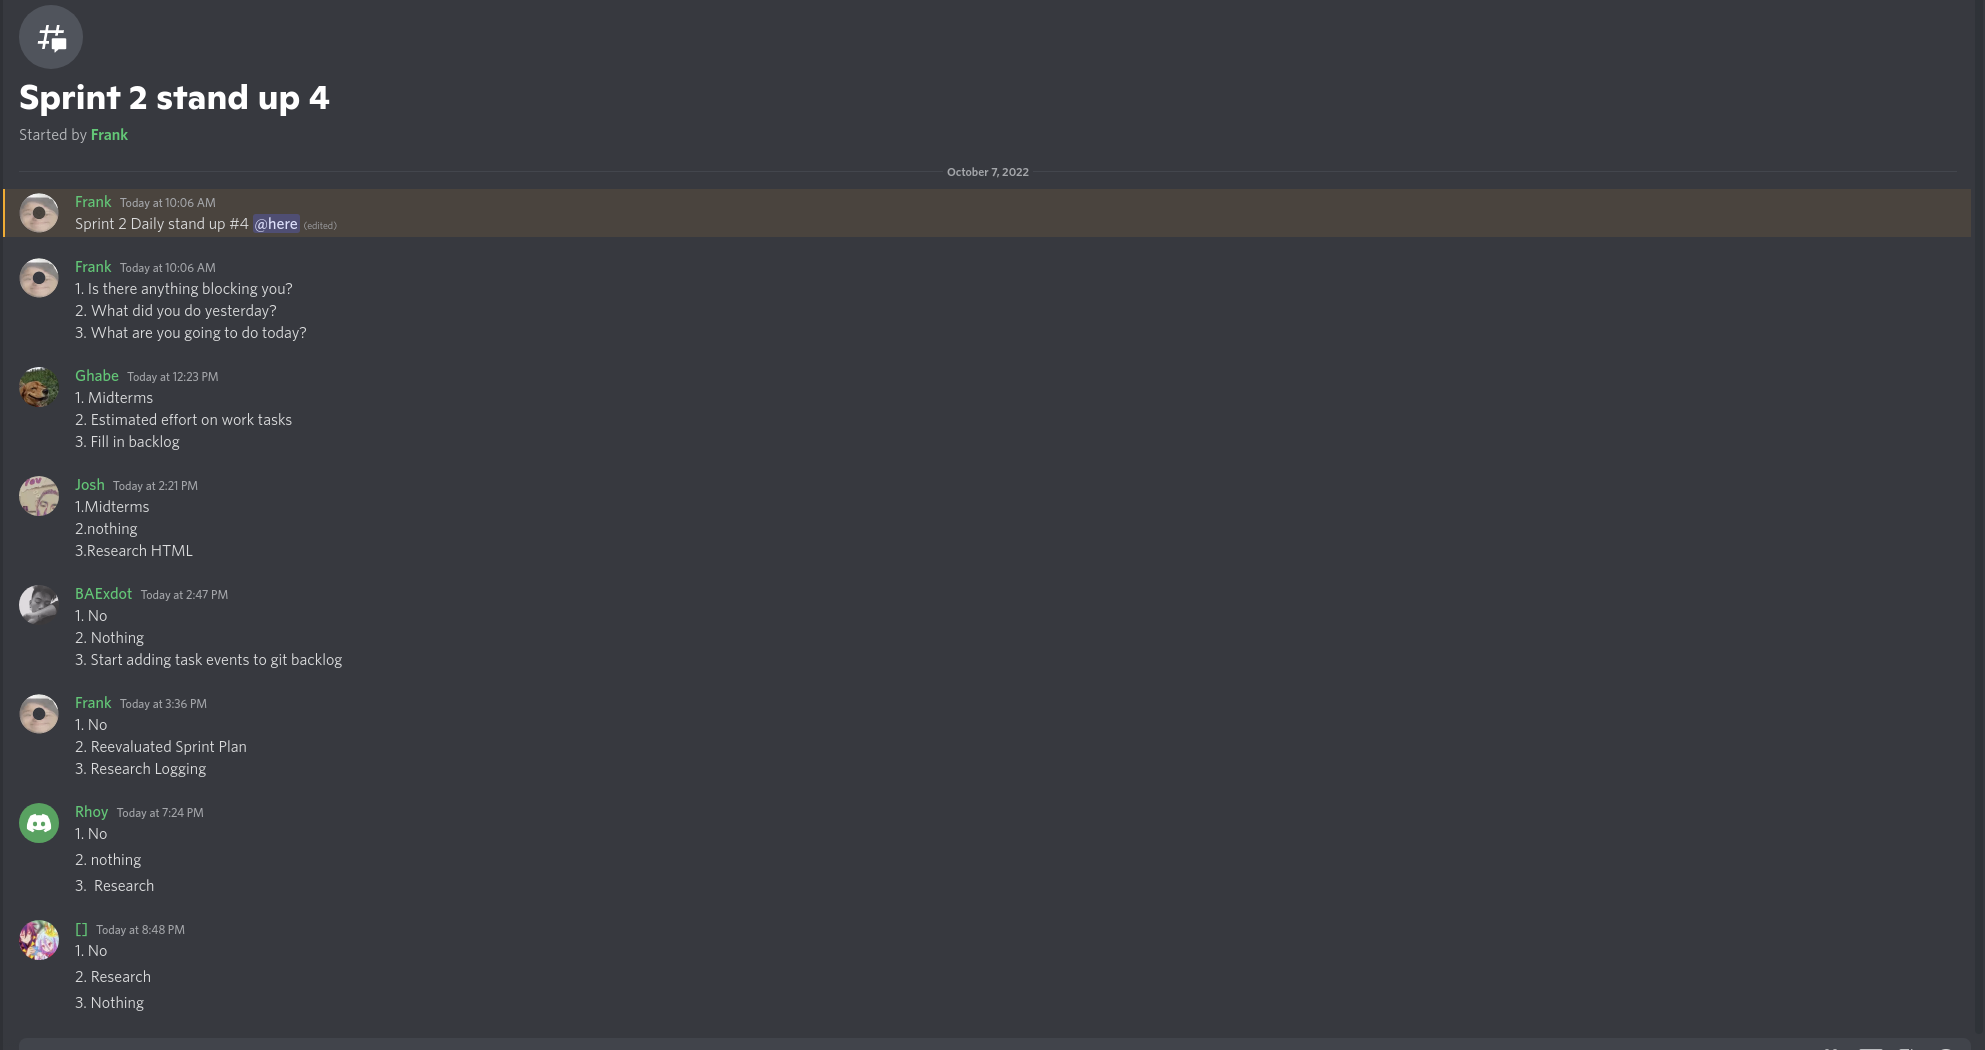 Sprint 2 stand up 4
Started by Frank
October 7, 2022
Frank Today at 10:06 AM
Sprint 2 Daily stand up #4 @here (edited)
Frank Today at 10:06 AM
1. Is there anything blocking you?
2. What did you do yesterday?
3. What are you going to do today?
Ghabe Today at 12:23 PM
1. Midterms
2. Estimated effort on work tasks
3. Fill in backlog
Josh Today at 2:21 PM
1.Midterms
2.nothing
3.Research HTML
BAExdot Today at 2:47 PM
1. No
2. Nothing
3. Start adding task events to git backlog
Frank Today at 3:36 PM
1. No
2. Reevaluated Sprint Plan
3. Research Logging
Rhoy Today at 7:24 PM
1. No
2. nothing
3.  Research
[] Today at 8:48 PM
1. No
2. Research
3. Nothing